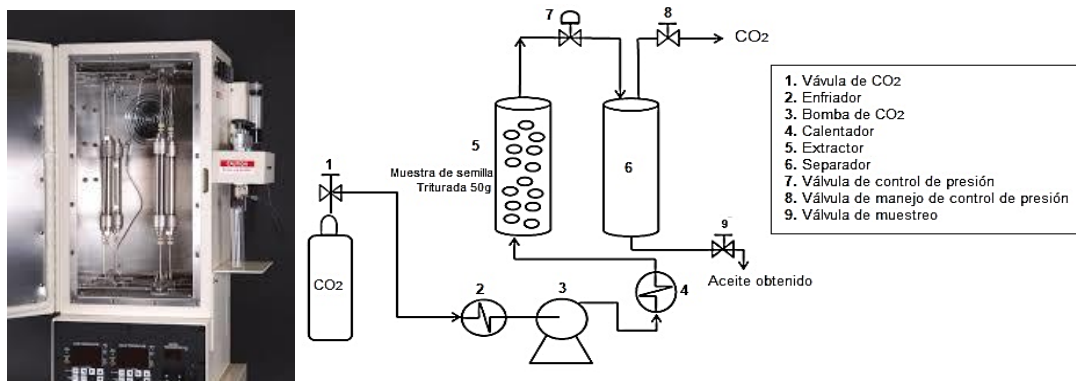 7
8
CO2
1. Vávula de CO2
2. Enfriador
3. Bomba de CO2
4. Calentador
5. Extractor
6. Separador
7. Válvula de control de presión
8. Válvula de manejo de control de presión
9. Válvula de muestreo
5
Muestra de semilla
Triturada 50g
6
1
9
Aceite obtenido
CO2
2
3
4